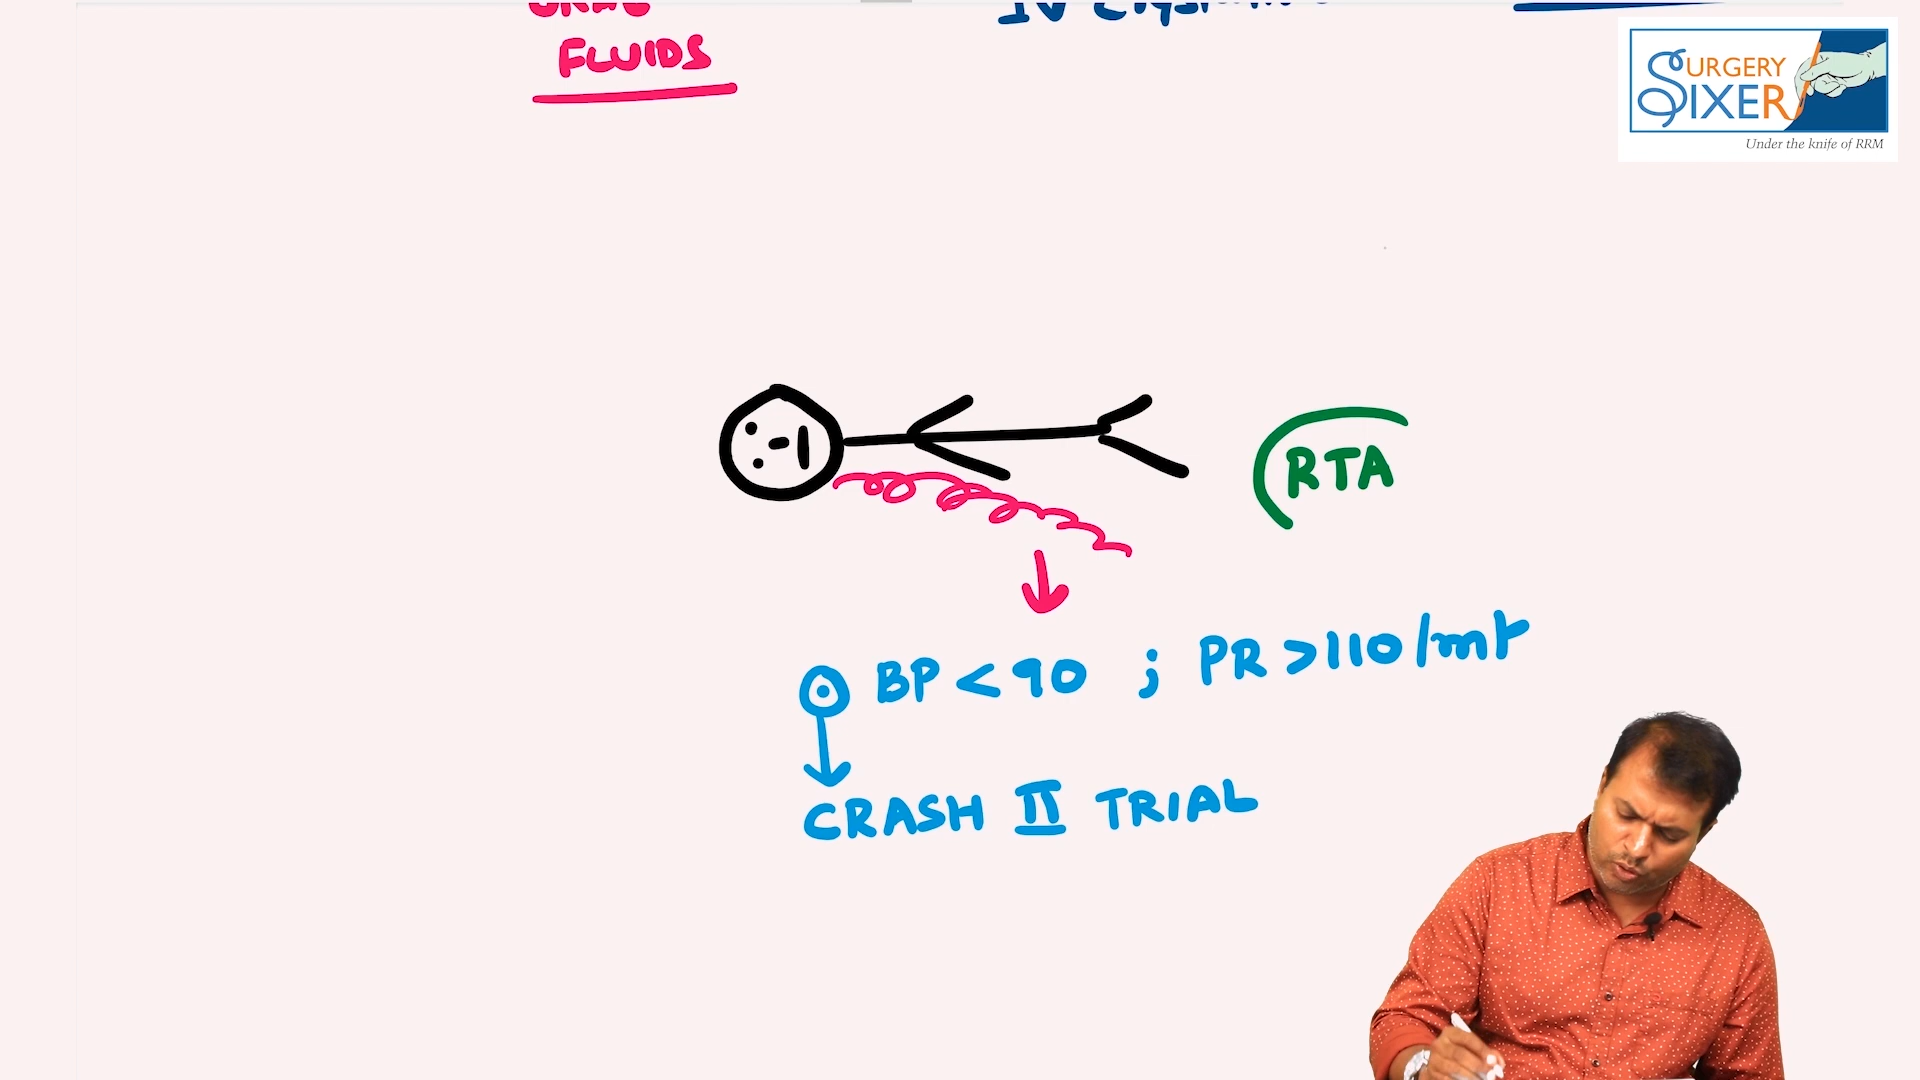 FLUIDS
SURGERY
SIXER
Under the knife of RRM
RTA
BP < 90 ; PR > 110/mt
CRASH II TRIAL